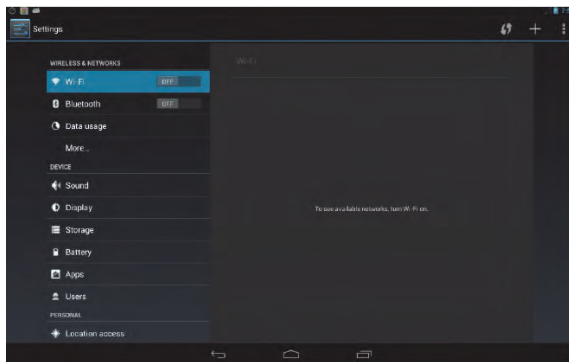 Settings
WIRELESS & NETWORKS
Wi-Fi
OFF
Bluetooth
OFF
Data usage
More...
DEVICE
Sound
Display
Storage
Battery
Apps
Users
PERSONAL
Location access
Wi-Fi
To see available networks, turn Wi-Fi on.